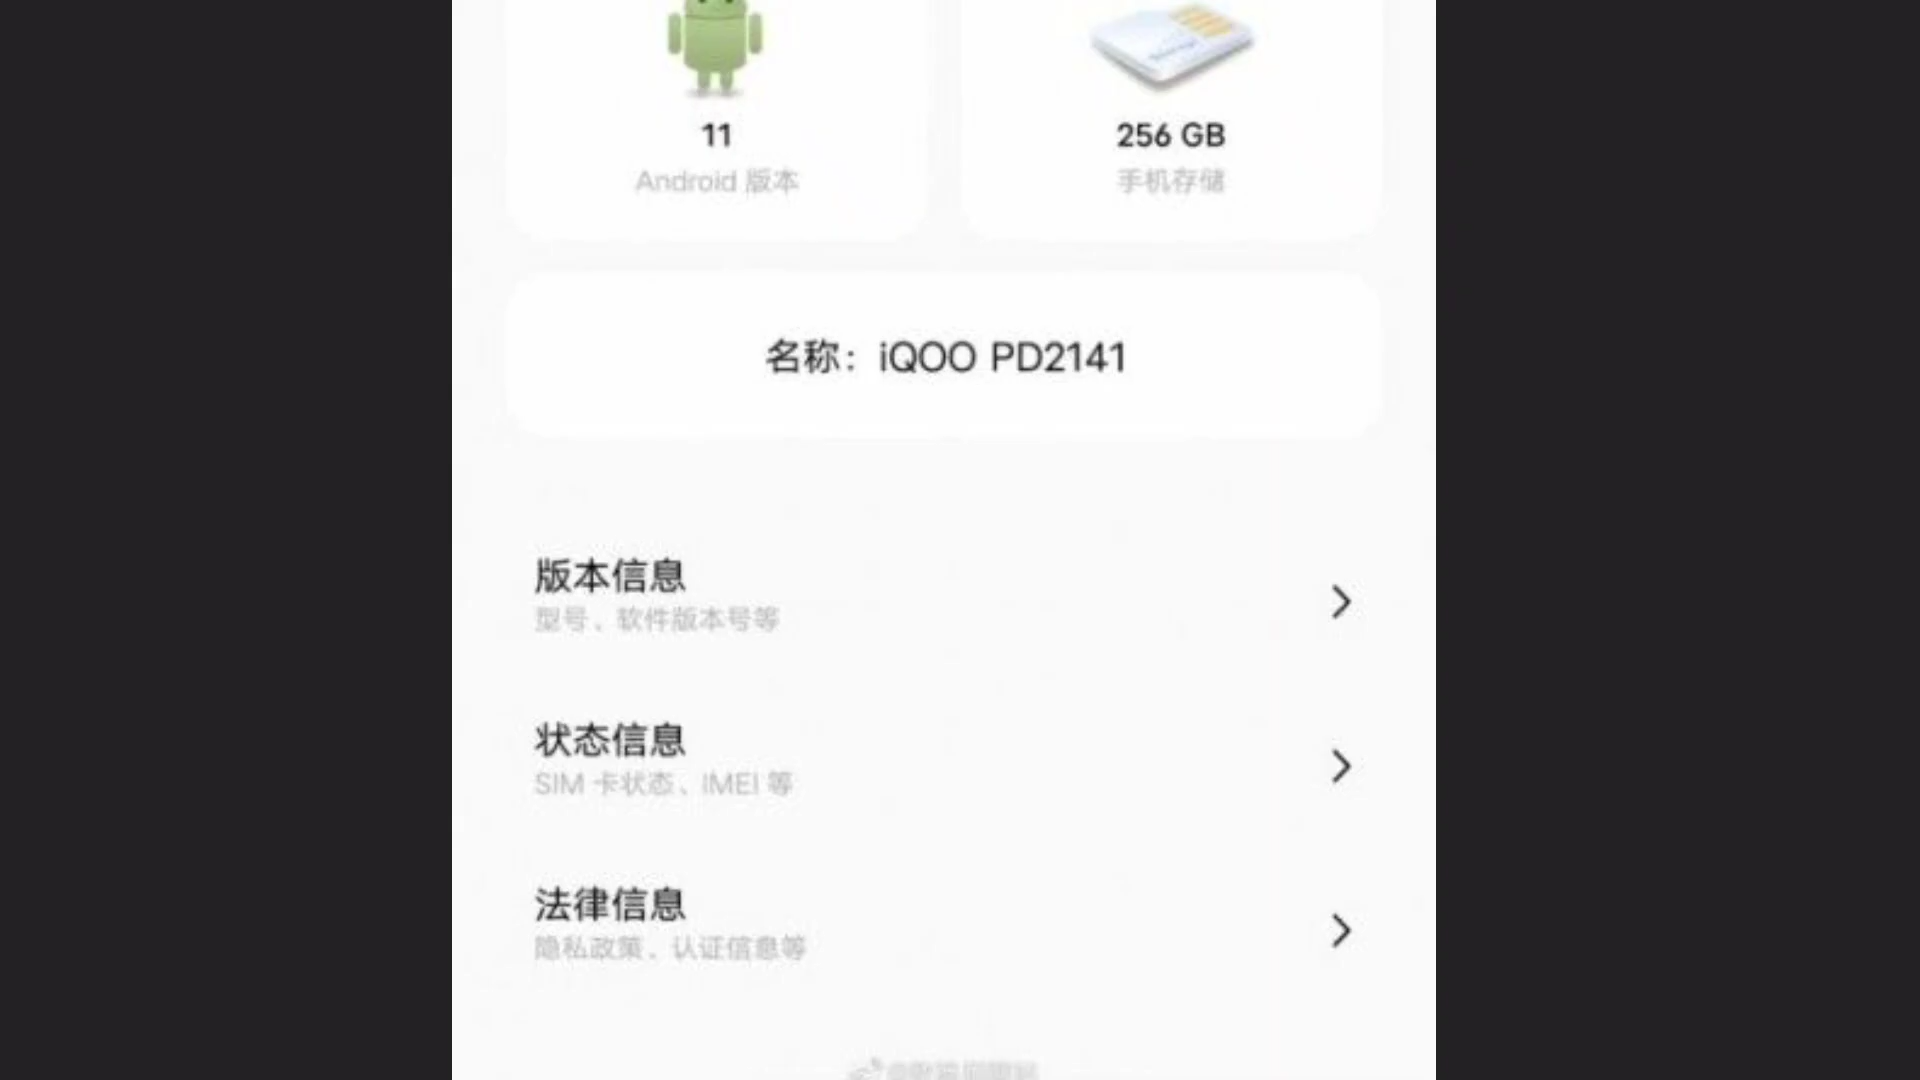 11
Android 版本
256 GB
手机存储
名称：iQOO PD2141
版本信息
型号、软件版本号等
状态信息
SIM 卡状态、IMEI 等
法律信息
隐私政策、认证信息等